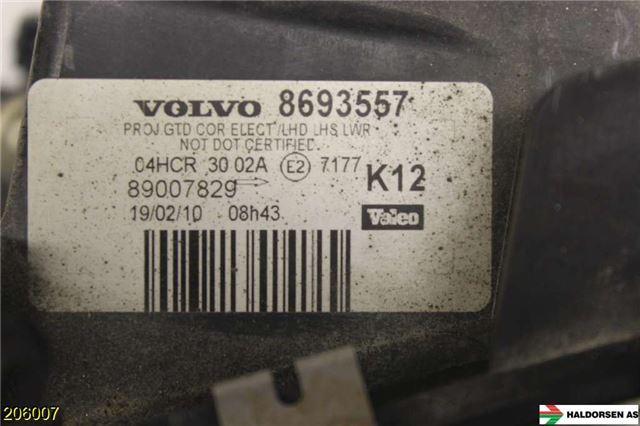 VOLVO 8693557
PROJ GTD COR ELECT /LHD LHS LWR
NOT DOT CERTIFIED.
04HCR 30 02A E2 7177
89007829
K12
19/02/10 08h43
Valeo
206007
HALDORSEN AS